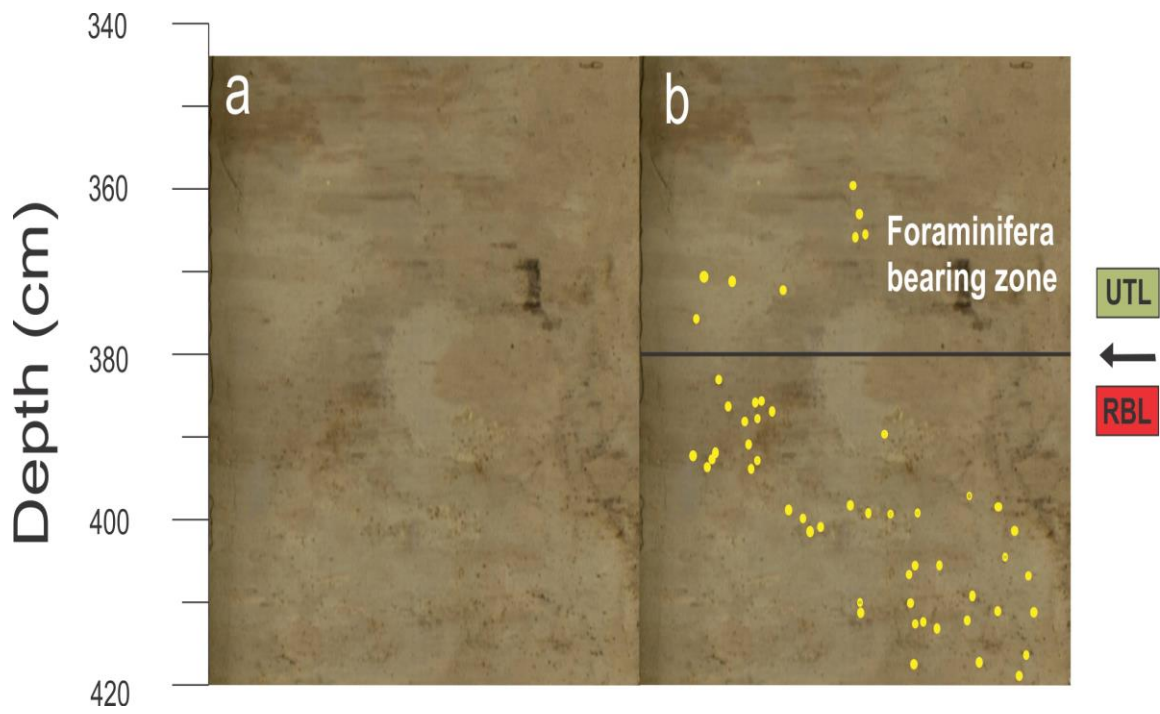 340
360
380
400
420
Depth (cm)
a
b
Foraminifera
bearing zone
UTL
RBL